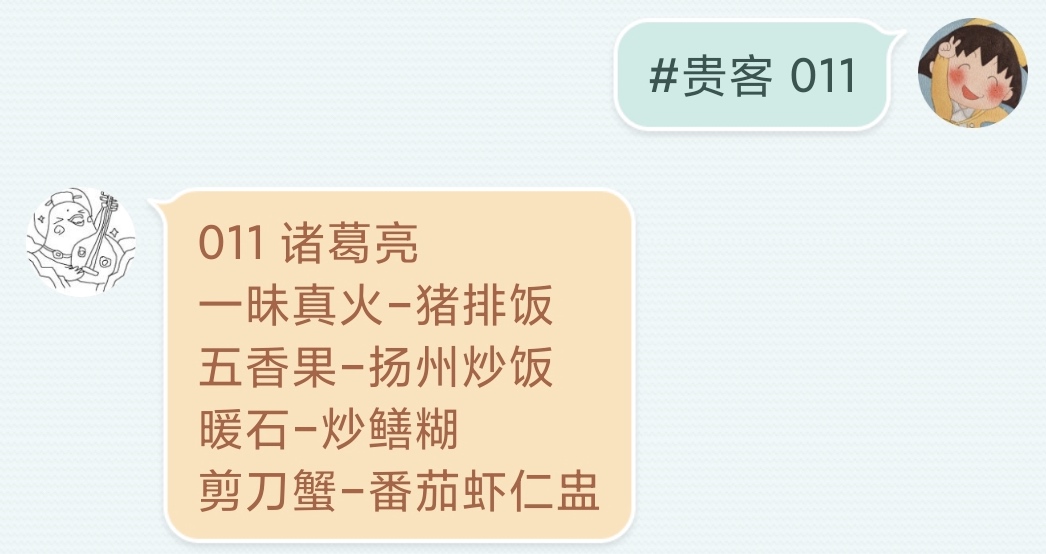 #贵客 011
011 诸葛亮
一昧真火-猪排饭
五香果-扬州炒饭
暖石-炒鳝糊
剪刀蟹-番茄虾仁盅